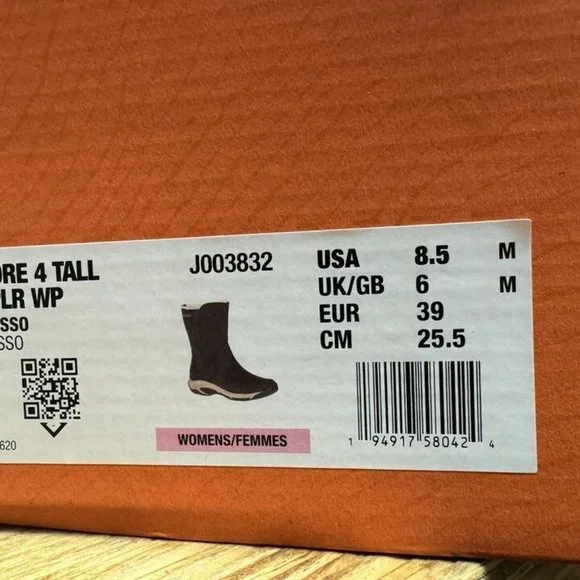 ORE 4 TALL
LR WP
SSO
SSO
620
J003832
WOMENS/FEMMES
USA 8.5 M
UK/GB 6 M
EUR 39
CM 25.5
1 94917 58042 4